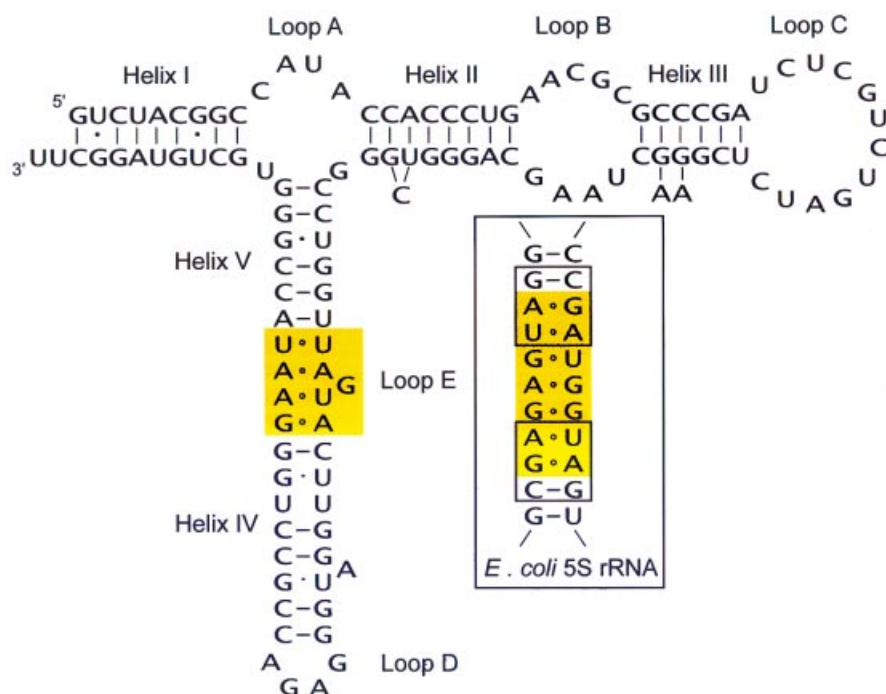 Loop A
Loop B
Loop C
Helix I
Helix II
Helix III
5' GUCUACGGC C A U A CCACCCUG A A C G C GCCCGA U C U C G U C U
3' UUCGGAUGUCG U G GGUGGGAC G A A U CGGGCU C U A G
C
AA
G–C
G–C
G·U
C–G
C–G
A–U
U∘U
A∘A G
A∘U
G∘A
G–C
G·U
U U
C–G
C–G
G·U A
C–G
C–G
A G
G A
Helix V
Loop E
Helix IV
Loop D
G–C
G–C
A∘G
U∘A
G∘U
A∘G
G∘G
A∘U
G∘A
C–G
G–U
E. coli 5S rRNA